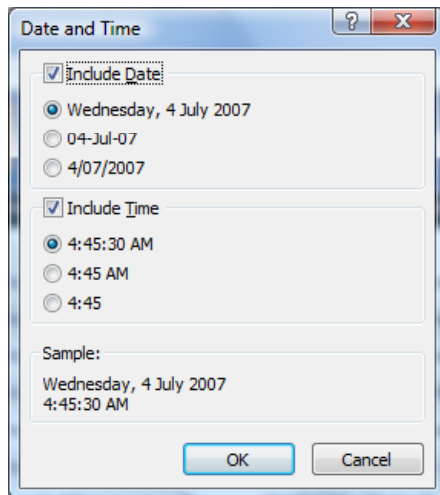 Date and Time
?
X
Include Date
Wednesday, 4 July 2007
04-Jul-07
4/07/2007
Include Time
4:45:30 AM
4:45 AM
4:45
Sample:
Wednesday, 4 July 2007
4:45:30 AM
OK Cancel